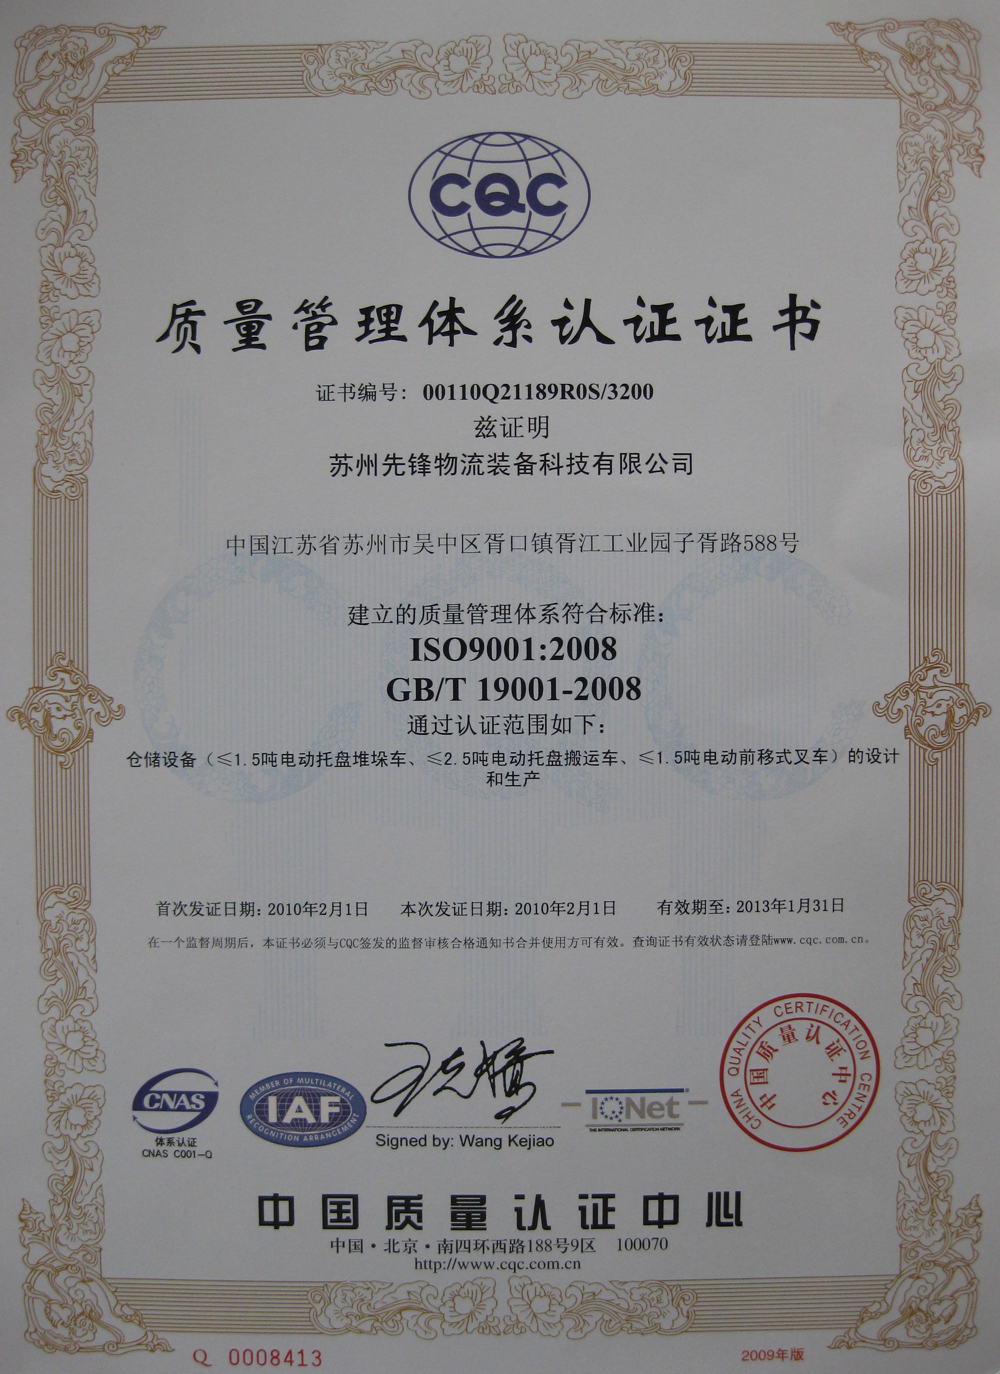 CQC
质量管理体系认证证书
证书编号：00110Q21189R0S/3200
兹证明
苏州先锋物流装备科技有限公司
中国江苏省苏州市吴中区胥口镇胥江工业园子胥路588号
建立的质量管理体系符合标准：
ISO9001:2008
GB/T 19001-2008
通过认证范围如下：
仓储设备（≤1.5吨电动托盘堆垛车、≤2.5吨电动托盘搬运车、≤1.5吨电动前移式叉车）的设计
和生产
首次发证日期：2010年2月1日 本次发证日期：2010年2月1日 有效期至：2013年1月31日
在一个监督周期后，本证书必须与CQC签发的监督审核合格通知书合并使用方可有效。查询证书有效状态请登陆www.cqc.com.cn。
CNAS
体系认证
CNAS C001-Q
MEMBER OF MULTILATERAL
IAF
RECOGNITION ARRANGEMENT
王克娇
Signed by: Wang Kejiao
IQNet
THE INTERNATIONAL CERTIFICATION NETWORK
CHINA QUALITY CERTIFICATION CENTRE
中国质量认证中心
中国质量认证中心
中国·北京·南四环西路188号9区 100070
http://www.cqc.com.cn
Q 0008413
2009年版